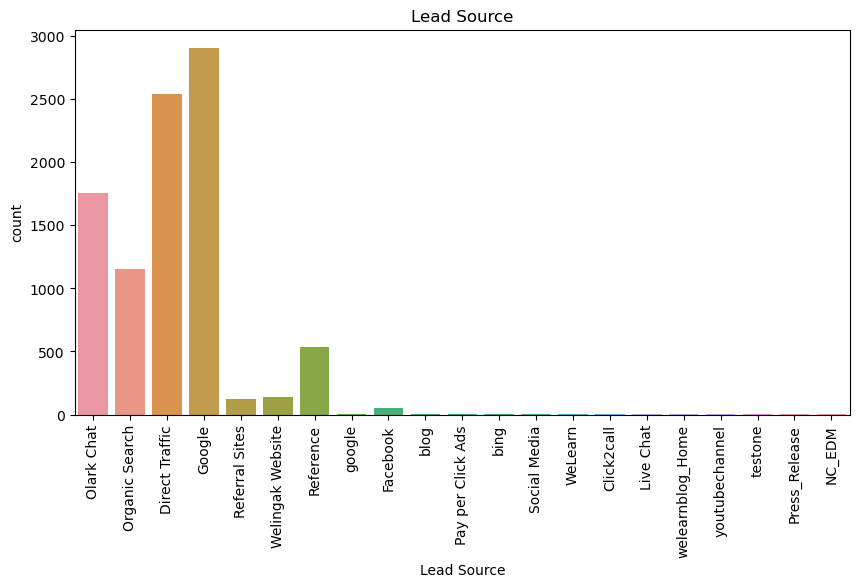 Lead Source
3000
2500
2000
1500
1000
500
0
count
Olark Chat
Organic Search
Direct Traffic
Google
Referral Sites
Welingak Website
Reference
google
Facebook
blog
Pay per Click Ads
bing
Social Media
WeLearn
Click2call
Live Chat
welearnblog_Home
youtubechannel
testone
Press_Release
NC_EDM
Lead Source